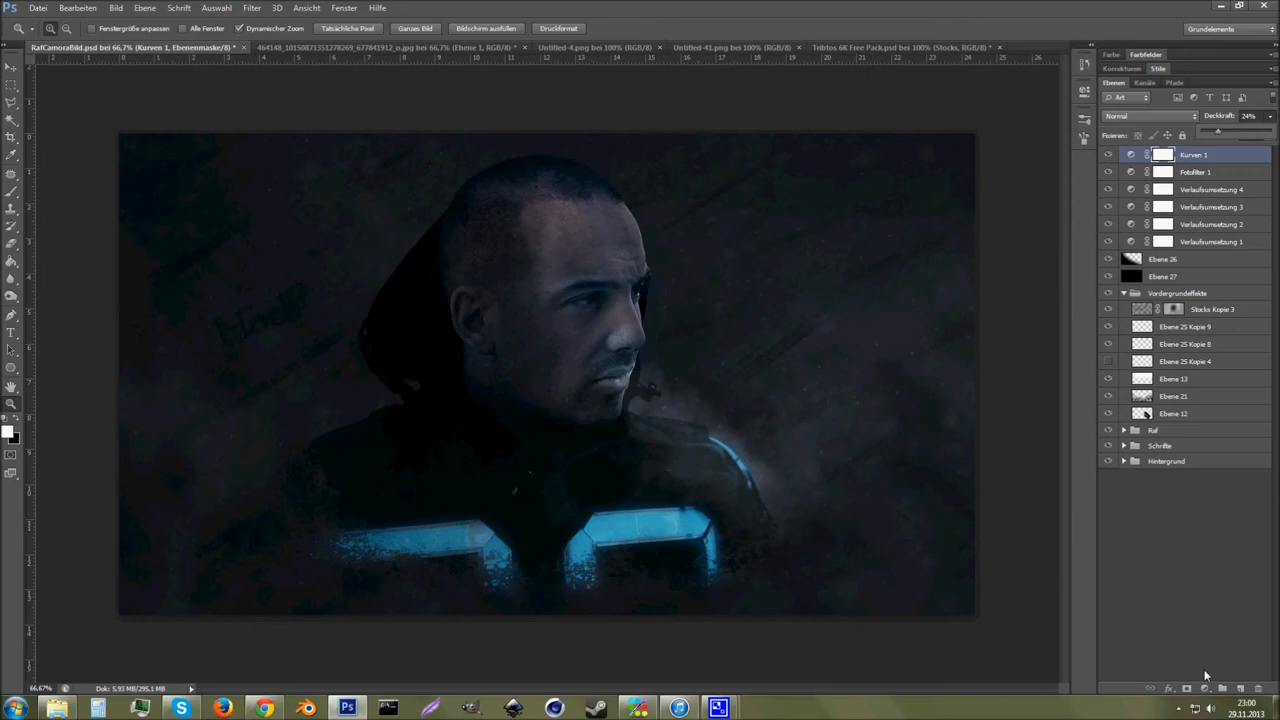 Ps Datei Bearbeiten Bild Ebene Schrift Auswahl Filter 3D Ansicht Fenster Hilfe
Fenstergröße anpassen Alle Fenster Dynamischer Zoom Tatsächliche Pixel Ganzes Bild Bildschirm ausfüllen Druckformat Grundelemente
RafCamoraBild.psd bei 66,7% (Kurven 1, Ebenenmaske/8) * × 464148_10150871351278269_677841912_o.jpg bei 66,7% (Ebene 1, RGB/8) * × Untitled-4.png bei 100% (RGB/8) × Untitled-41.png bei 100% (RGB/8) × Tribtos 6K Free Pack.psd bei 100% (Stocks, RGB/8) * ×
Farbe Farbfelder
Korrekturen Stile
Ebenen Kanäle Pfade
Art
Normal Deckkraft: 24%
Fixieren:
Kurven 1
Fotofilter 1
Verlaufsumsetzung 4
Verlaufsumsetzung 3
Verlaufsumsetzung 2
Verlaufsumsetzung 1
Ebene 26
Ebene 27
Vordergrundeffekte
Stocks Kopie 3
Ebene 25 Kopie 9
Ebene 25 Kopie 8
Ebene 25 Kopie 4
Ebene 13
Ebene 21
Ebene 12
Raf
Schrifte
Hintergrund
66,67% Dok: 5.93 MB/295.1 MB
23:00
29.11.2013